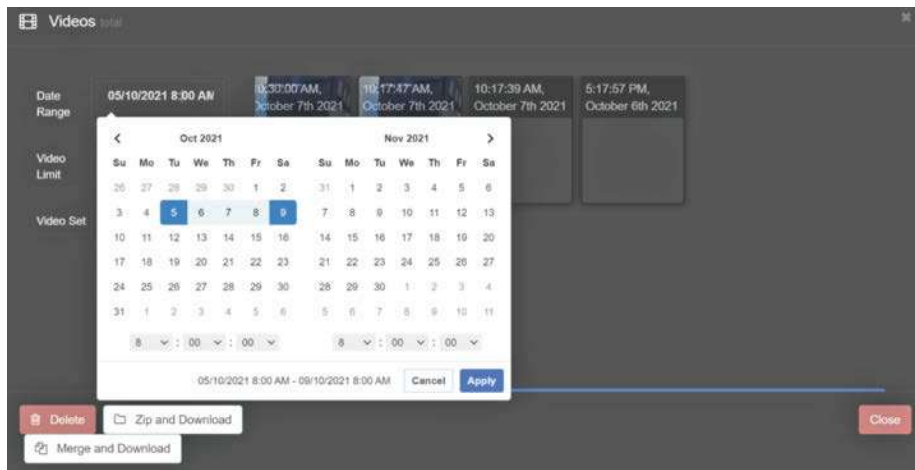 Videos total
Date Range
05/10/2021 8:00 AM
10:30:00 AM, October 7th 2021
10:17:47 AM, October 7th 2021
10:17:39 AM, October 7th 2021
5:17:57 PM, October 6th 2021
Video Limit
Video Set
Oct 2021
Su Mo Tu We Th Fr Sa
26 27 28 29 30 1 2
3 4 5 6 7 8 9
10 11 12 13 14 15 16
17 18 19 20 21 22 23
24 25 26 27 28 29 30
31 1 2 3 4 5 6
8 : 00 : 00
Nov 2021
Su Mo Tu We Th Fr Sa
31 1 2 3 4 5 6
7 8 9 10 11 12 13
14 15 16 17 18 19 20
21 22 23 24 25 26 27
28 29 30 1 2 3 4
5 6 7 8 9 10 11
8 : 00 : 00
05/10/2021 8:00 AM - 09/10/2021 8:00 AM
Cancel
Apply
Delete
Zip and Download
Close
Merge and Download